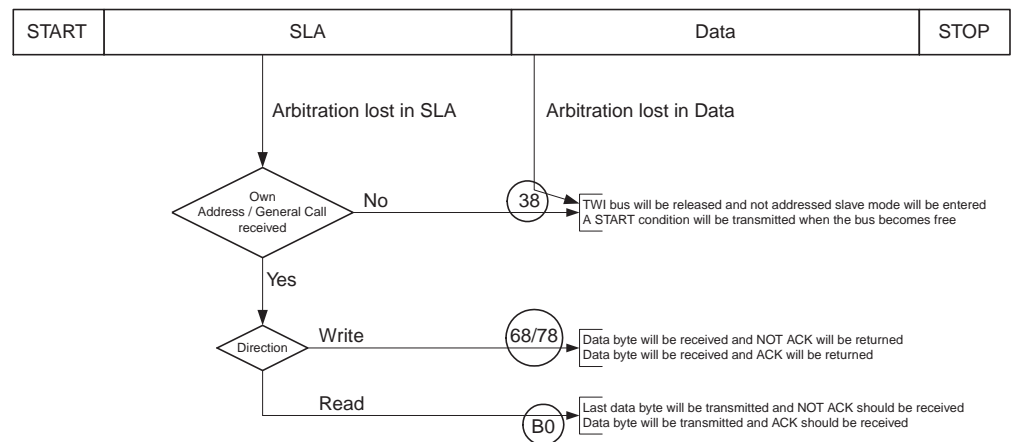 START SLA Data STOP
Arbitration lost in SLA Arbitration lost in Data
Own
Address / General Call
received
No
38
TWI bus will be released and not addressed slave mode will be entered
A START condition will be transmitted when the bus becomes free
Yes
Direction
Write
68/78
Data byte will be received and NOT ACK will be returned
Data byte will be received and ACK will be returned
Read
B0
Last data byte will be transmitted and NOT ACK should be received
Data byte will be transmitted and ACK should be received